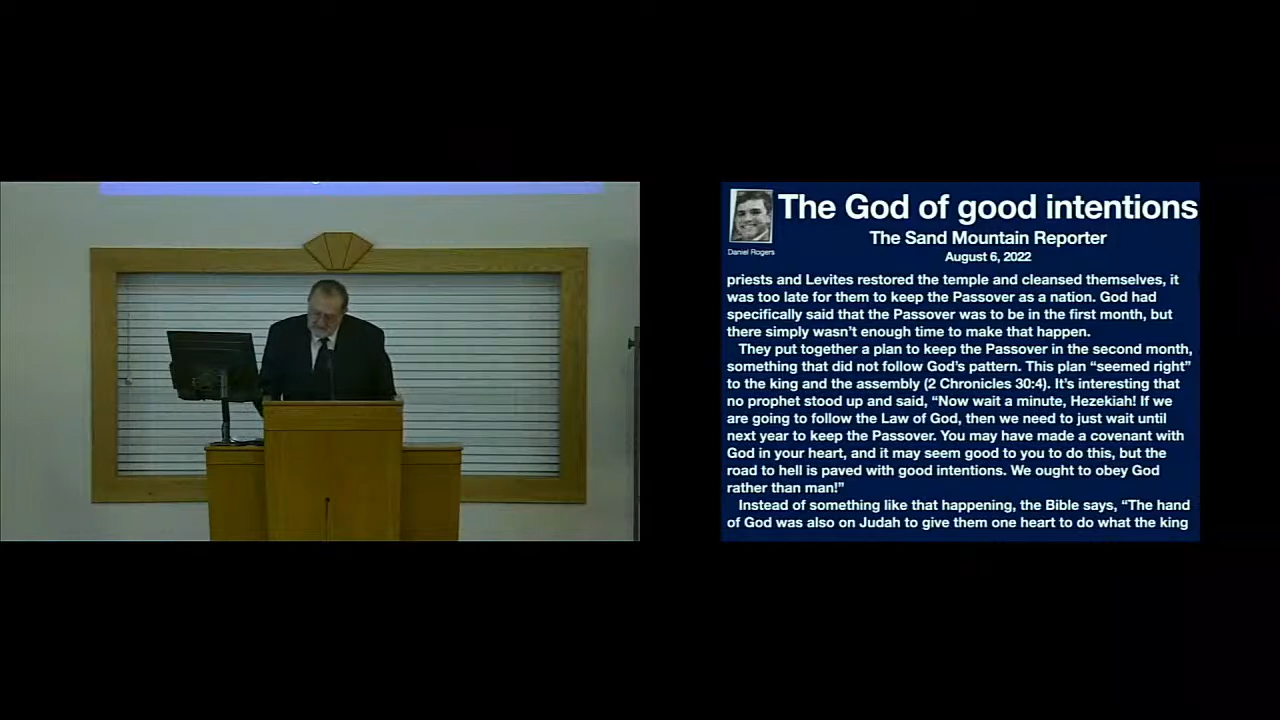 The God of good intentions
The Sand Mountain Reporter
Daniel Rogers
August 6, 2022
priests and Levites restored the temple and cleansed themselves, it
was too late for them to keep the Passover as a nation. God had
specifically said that the Passover was to be in the first month, but
there simply wasn’t enough time to make that happen.
They put together a plan to keep the Passover in the second month,
something that did not follow God’s pattern. This plan “seemed right”
to the king and the assembly (2 Chronicles 30:4). It’s interesting that
no prophet stood up and said, “Now wait a minute, Hezekiah! If we
are going to follow the Law of God, then we need to just wait until
next year to keep the Passover. You may have made a covenant with
God in your heart, and it may seem good to you to do this, but the
road to hell is paved with good intentions. We ought to obey God
rather than man!”
Instead of something like that happening, the Bible says, “The hand
of God was also on Judah to give them one heart to do what the king